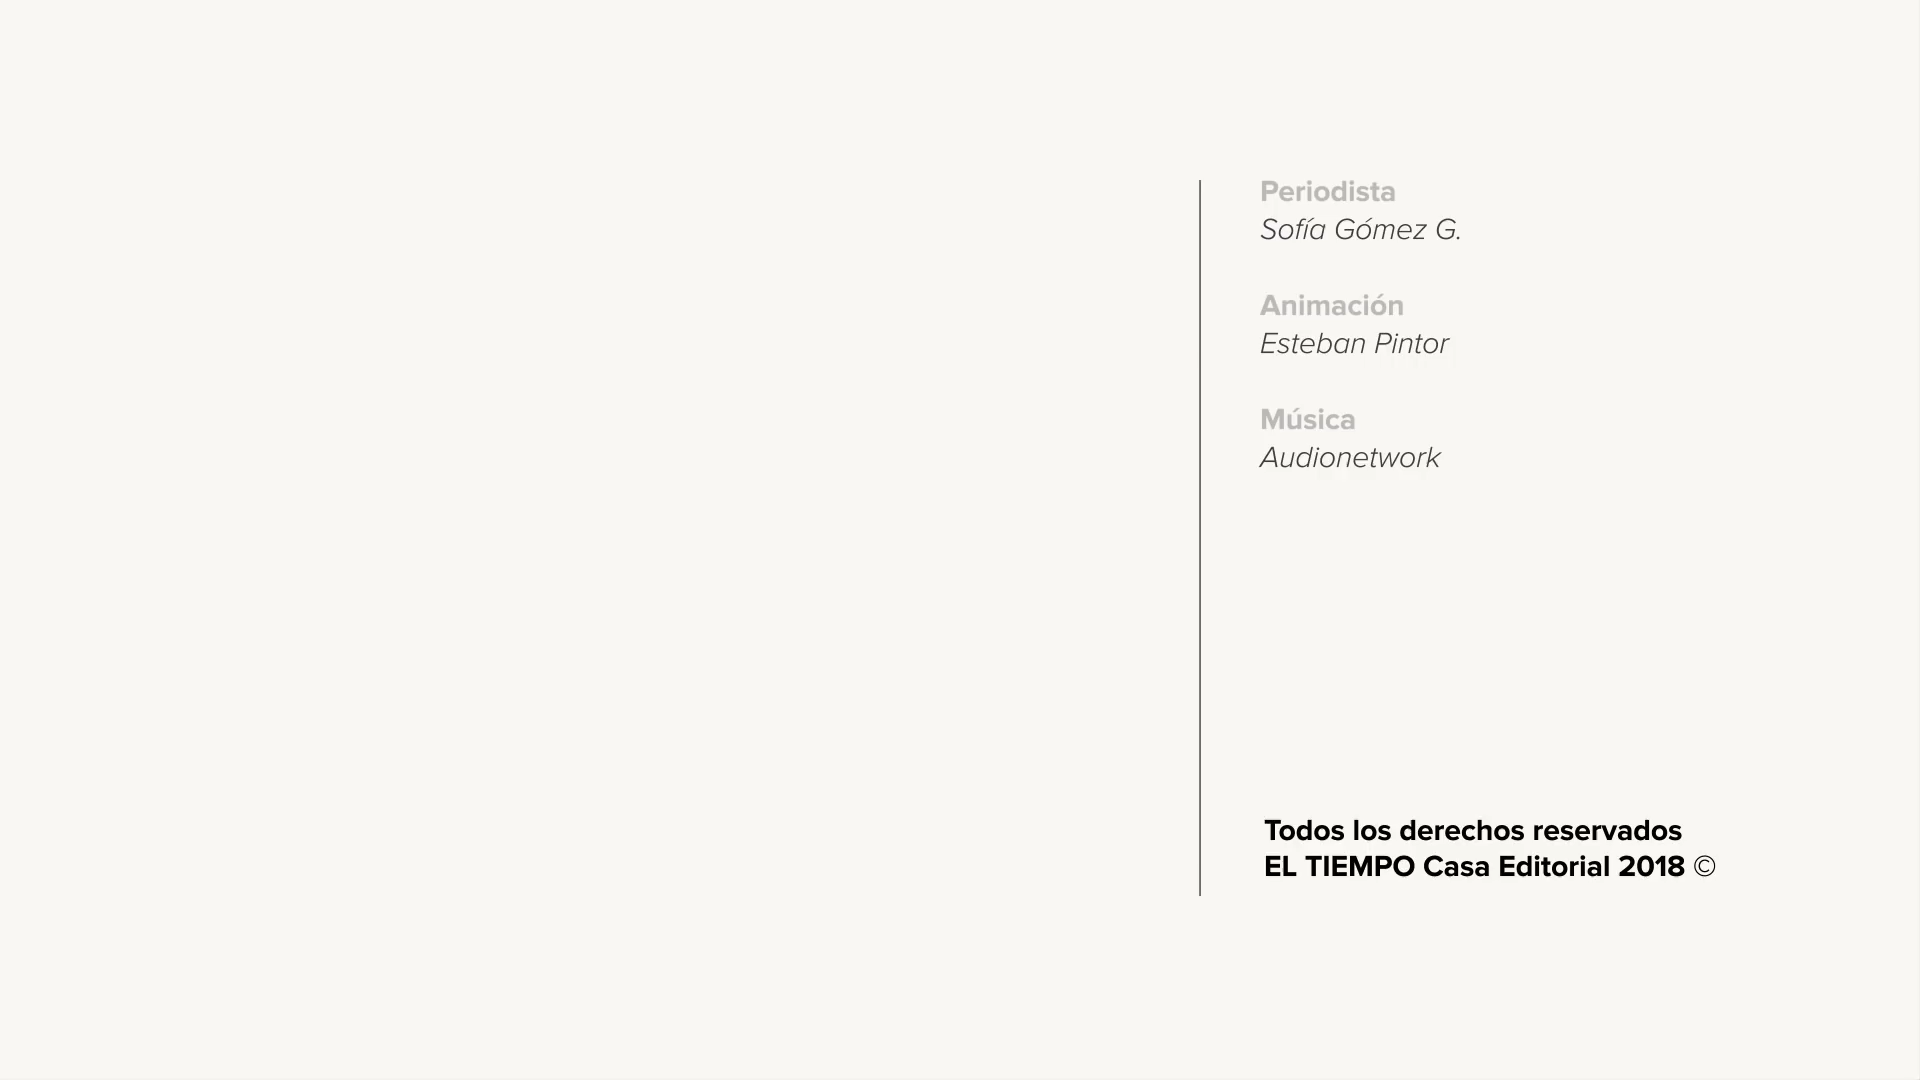 Periodista
Sofía Gómez G.
Animación
Esteban Pintor
Música
Audionetwork
Todos los derechos reservados
EL TIEMPO Casa Editorial 2018 ©